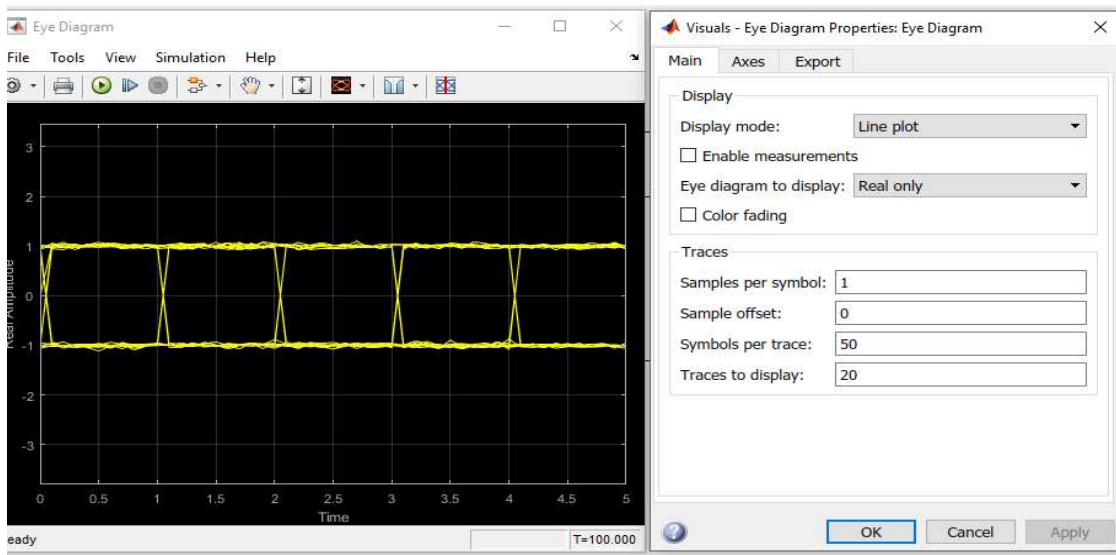 Eye Diagram
File Tools View Simulation Help
3
2
1
0
-1
-2
-3
Real Amplitude
0 0.5 1 1.5 2 2.5 3 3.5 4 4.5 5
Time
eady
T=100.000
Visuals - Eye Diagram Properties: Eye Diagram
Main Axes Export
Display
Display mode: Line plot
Enable measurements
Eye diagram to display: Real only
Color fading
Traces
Samples per symbol: 1
Sample offset: 0
Symbols per trace: 50
Traces to display: 20
OK Cancel Apply